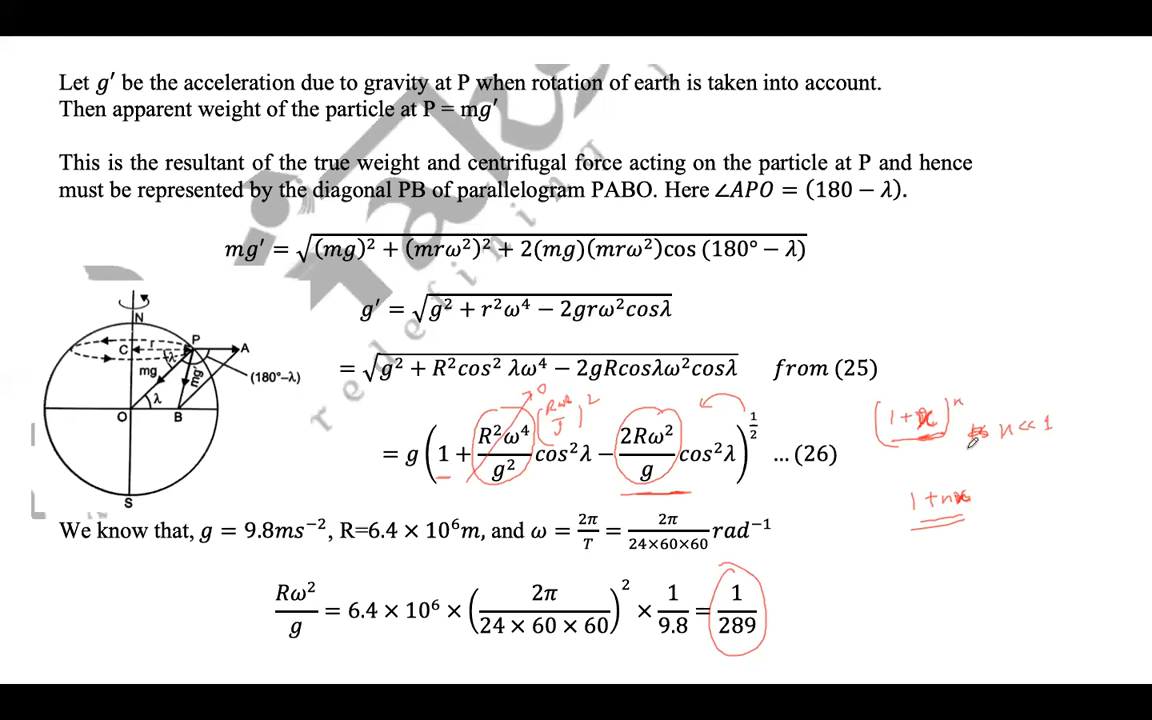 Let g′ be the acceleration due to gravity at P when rotation of earth is taken into account.
Then apparent weight of the particle at P = mg′
This is the resultant of the true weight and centrifugal force acting on the particle at P and hence
must be represented by the diagonal PB of parallelogram PABO. Here ∠APO = (180 − λ).
mg′ = √((mg)² + (mrω²)² + 2(mg)(mrω²)cos (180° − λ))
g′ = √(g² + r²ω⁴ − 2grω²cosλ)
= √(g² + R²cos² λω⁴ − 2gRcosλω²cosλ) from (25)
= g (1 + R²ω⁴/g² cos²λ − 2Rω²/g cos²λ)^(1/2) … (26)
N
C r P A
λ
mg mg′ (180°–λ)
λ
O B
S
0
(Rω²/g)²
(1+x)ⁿ
n << 1
1+nx
We know that, g = 9.8ms⁻², R=6.4 × 10⁶m, and ω = 2π/T = 2π/(24×60×60) rad⁻¹
Rω²/g = 6.4 × 10⁶ × (2π/(24 × 60 × 60))² × 1/9.8 = 1/289
redefining